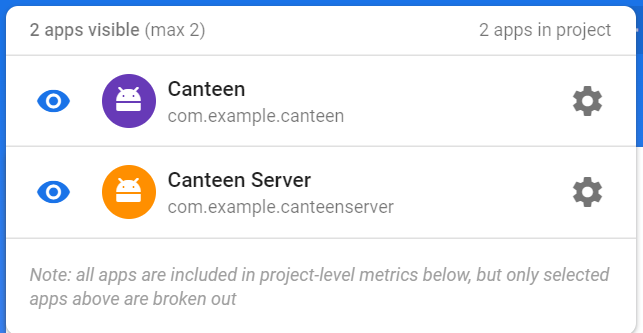 2 apps visible (max 2) 2 apps in project
Canteen
com.example.canteen
Canteen Server
com.example.canteenserver
Note: all apps are included in project-level metrics below, but only selected
apps above are broken out